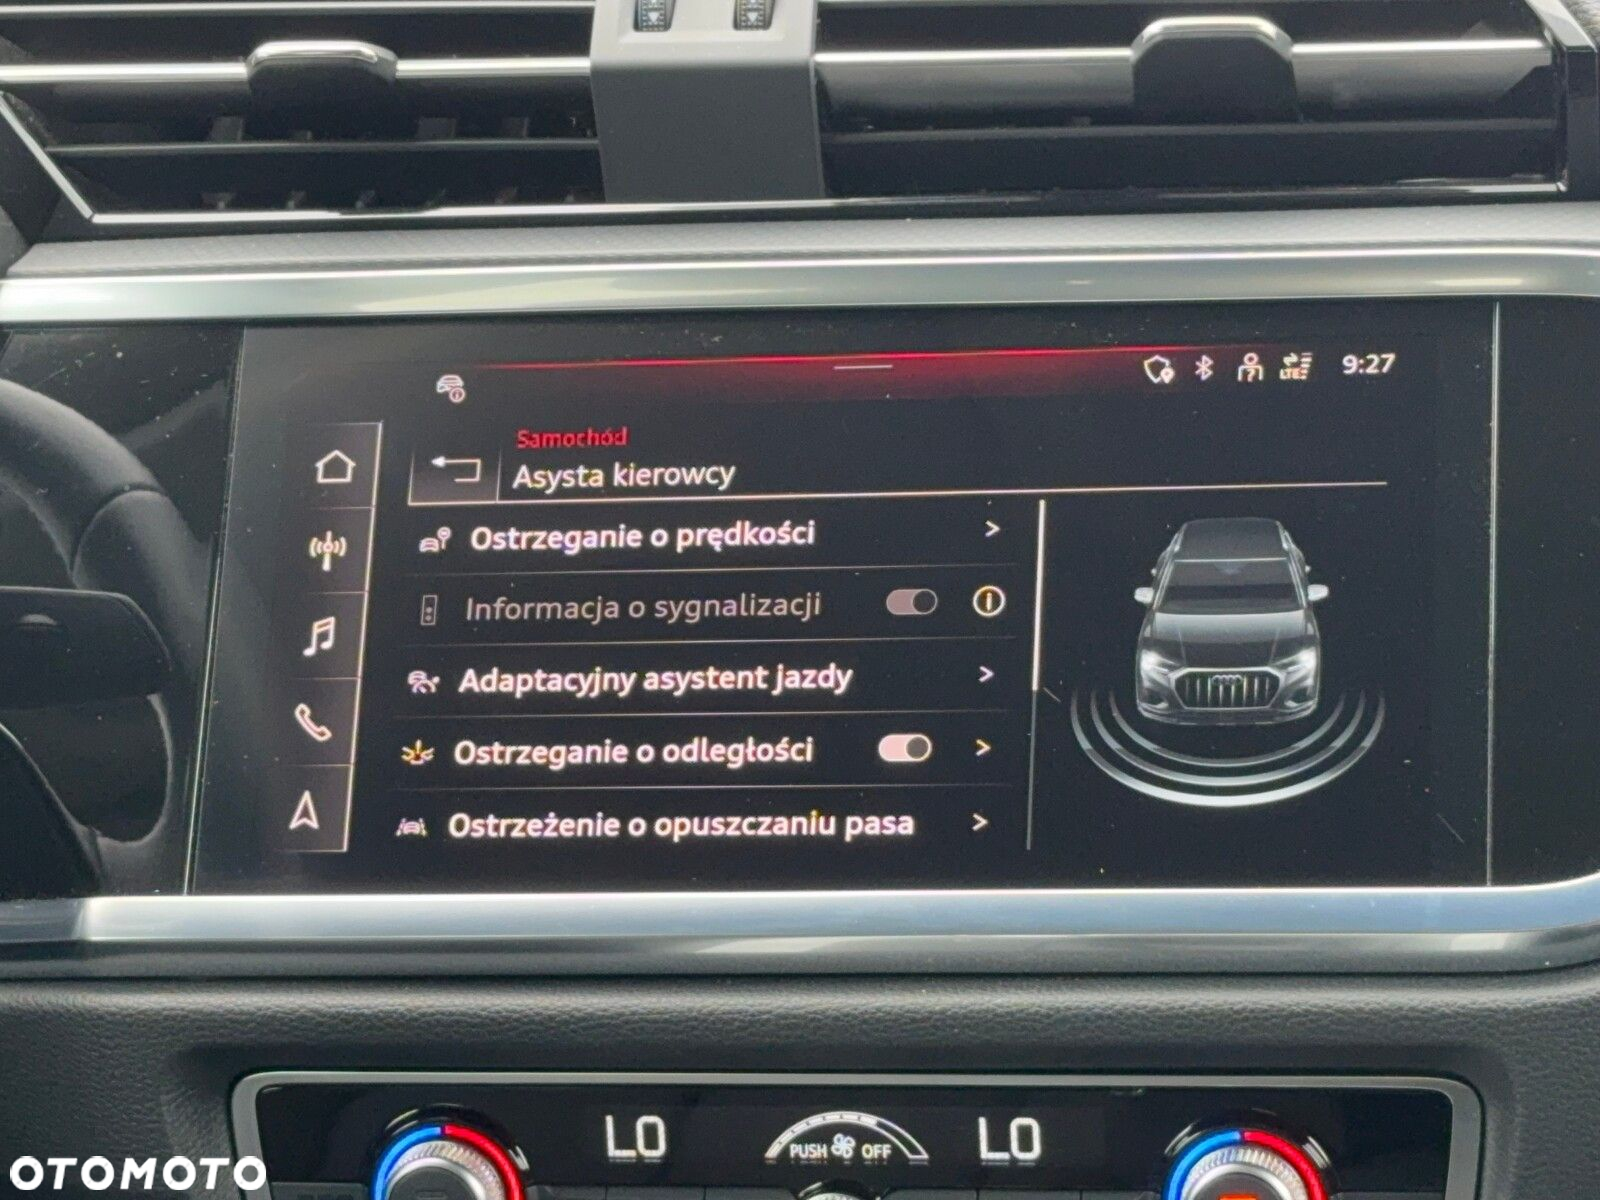 LTE
9:27
Samochód
Asysta kierowcy
Ostrzeganie o prędkości
Informacja o sygnalizacji
Adaptacyjny asystent jazdy
Ostrzeganie o odległości
Ostrzeżenie o opuszczaniu pasa
LO
PUSH OFF
LO
OTOMOTO